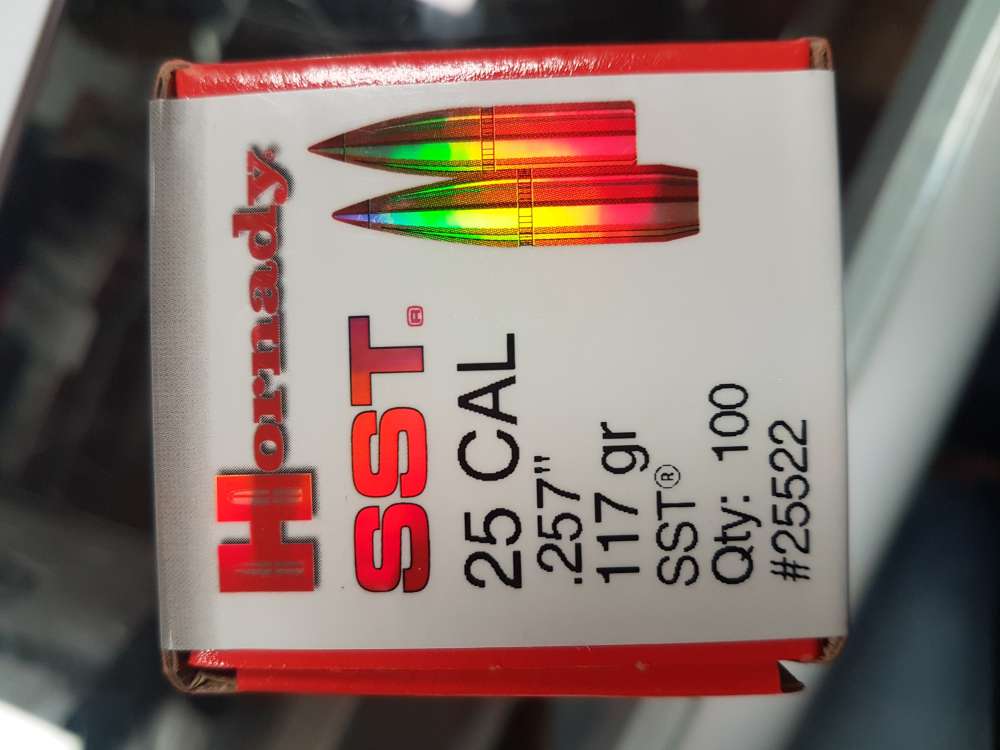 Hornady®
SST®
25 CAL
.257"
117 gr
SST®
Qty: 100
#25522